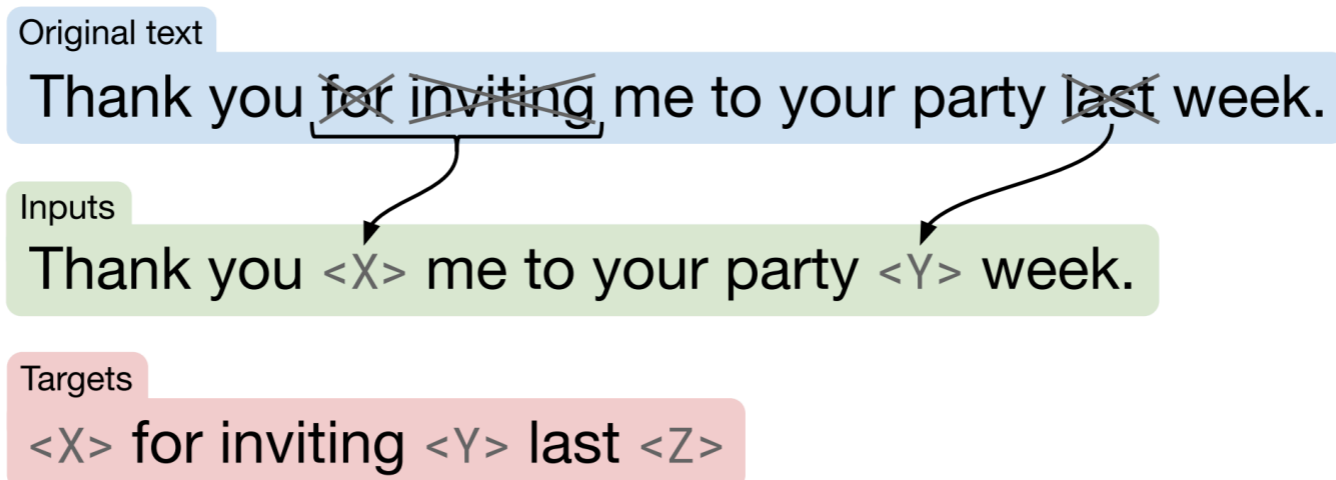 Original text
Thank you for inviting me to your party last week.
Inputs
Thank you <X> me to your party <Y> week.
Targets
<X> for inviting <Y> last <Z>